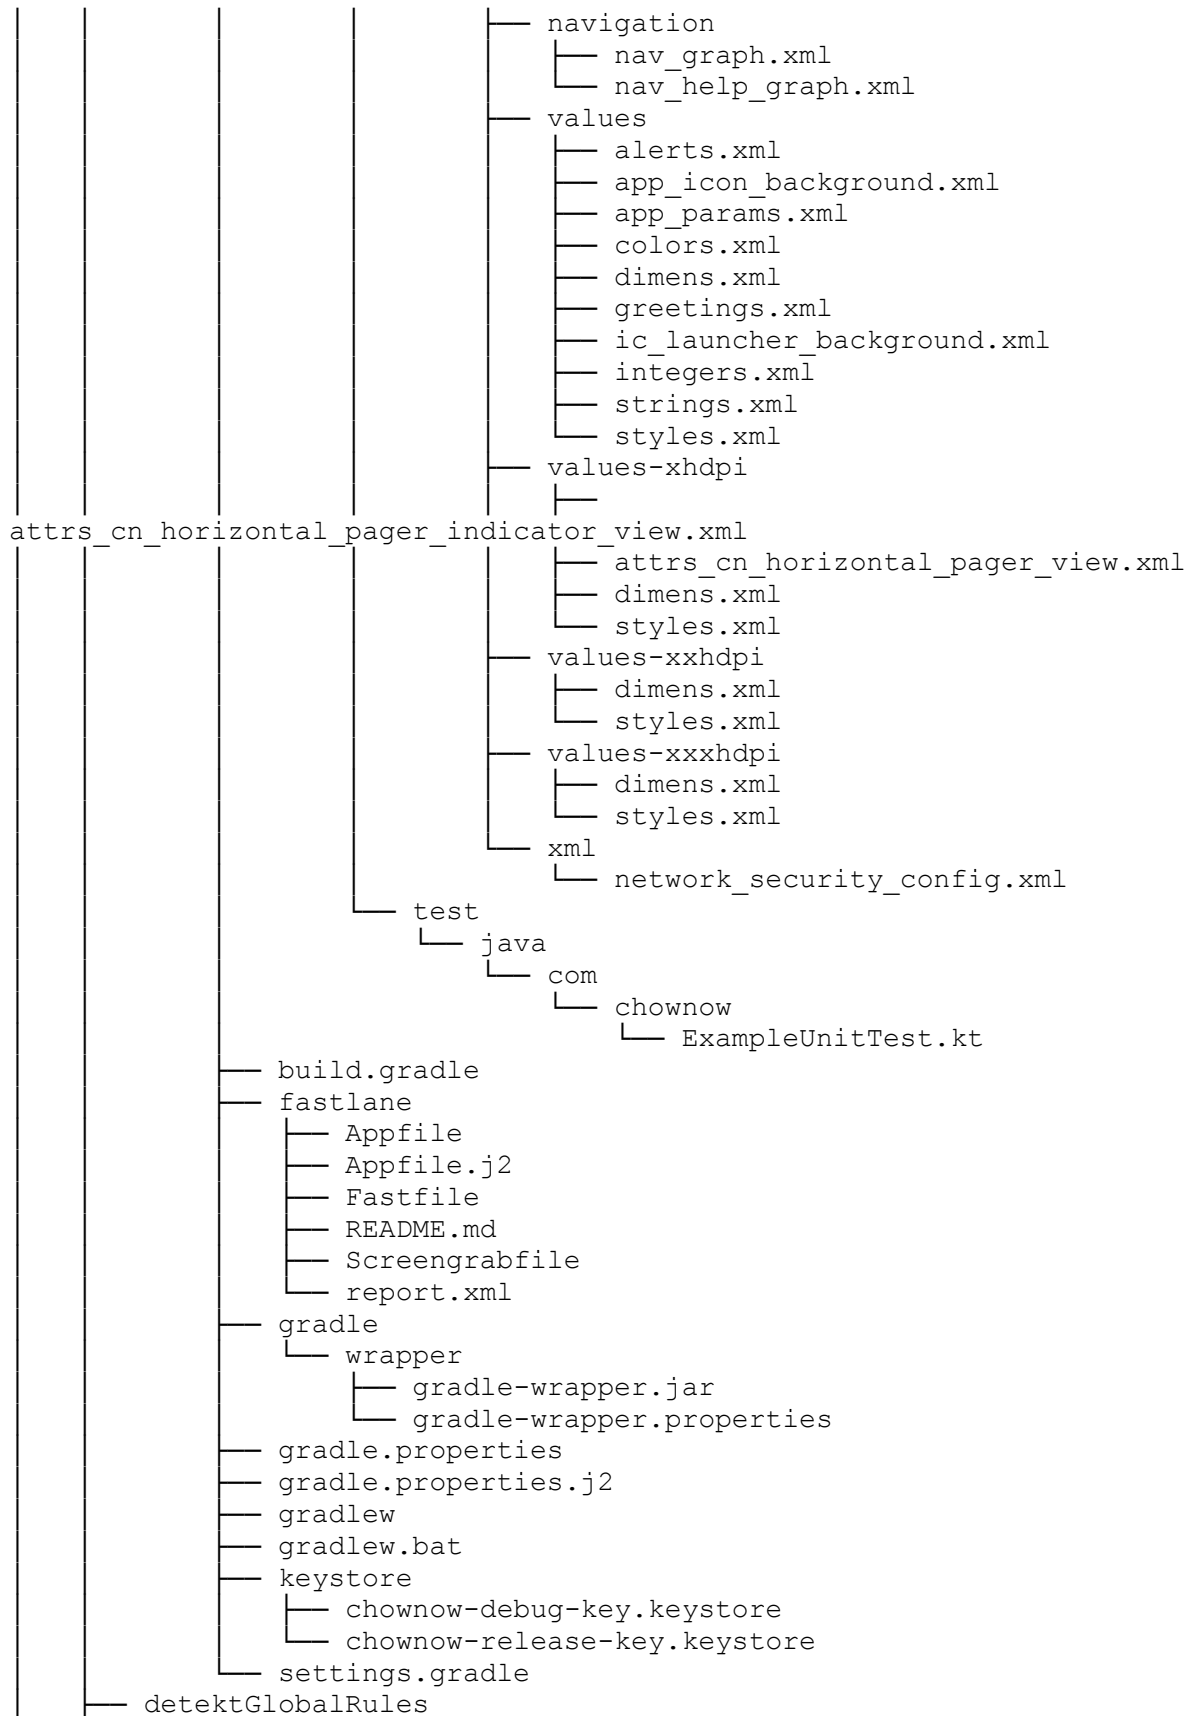 │   │       │       │       ├── navigation
│   │       │       │       │   ├── nav_graph.xml
│   │       │       │       │   └── nav_help_graph.xml
│   │       │       │       ├── values
│   │       │       │       │   ├── alerts.xml
│   │       │       │       │   ├── app_icon_background.xml
│   │       │       │       │   ├── app_params.xml
│   │       │       │       │   ├── colors.xml
│   │       │       │       │   ├── dimens.xml
│   │       │       │       │   ├── greetings.xml
│   │       │       │       │   ├── ic_launcher_background.xml
│   │       │       │       │   ├── integers.xml
│   │       │       │       │   ├── strings.xml
│   │       │       │       │   └── styles.xml
│   │       │       │       ├── values-xhdpi
│   │       │       │       │   ├──
attrs_cn_horizontal_pager_indicator_view.xml
│   │       │       │       │   ├── attrs_cn_horizontal_pager_view.xml
│   │       │       │       │   ├── dimens.xml
│   │       │       │       │   └── styles.xml
│   │       │       │       ├── values-xxhdpi
│   │       │       │       │   ├── dimens.xml
│   │       │       │       │   └── styles.xml
│   │       │       │       ├── values-xxxhdpi
│   │       │       │       │   ├── dimens.xml
│   │       │       │       │   └── styles.xml
│   │       │       │       └── xml
│   │       │       │           └── network_security_config.xml
│   │       │       └── test
│   │       │           └── java
│   │       │               └── com
│   │       │                   └── chownow
│   │       │                       └── ExampleUnitTest.kt
│   │       ├── build.gradle
│   │       ├── fastlane
│   │       │   ├── Appfile
│   │       │   ├── Appfile.j2
│   │       │   ├── Fastfile
│   │       │   ├── README.md
│   │       │   ├── Screengrabfile
│   │       │   └── report.xml
│   │       ├── gradle
│   │       │   └── wrapper
│   │       │       ├── gradle-wrapper.jar
│   │       │       └── gradle-wrapper.properties
│   │       ├── gradle.properties
│   │       ├── gradle.properties.j2
│   │       ├── gradlew
│   │       ├── gradlew.bat
│   │       ├── keystore
│   │       │   ├── chownow-debug-key.keystore
│   │       │   └── chownow-release-key.keystore
│   │       └── settings.gradle
│   ├── detektGlobalRules